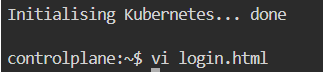 Initialising Kubernetes... done
controlplane:~$ vi login.html